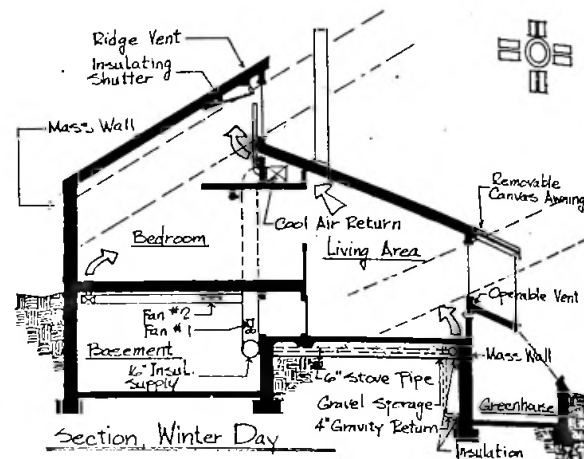 Ridge Vent
Insulating
Shutter
Mass Wall
Removable
Canvas Awning
Cool Air Return
Bedroom
Living Area
Operable Vent
Fan #2
Fan #1
Basement
16" Insul.
Supply
Mass Wall
6" Stove Pipe
Gravel Storage
4" Gravity Return
Greenhouse
Insulation
Section, Winter Day